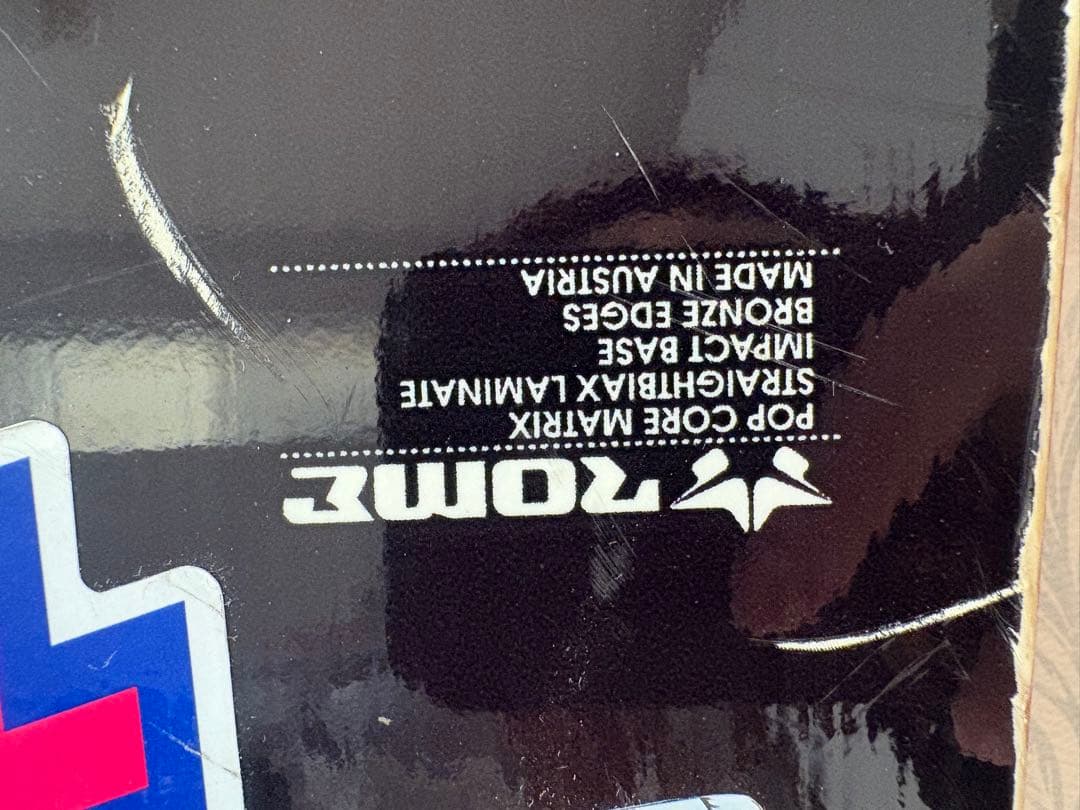 ROME
POP CORE MATRIX
STRAIGHTBIAX LAMINATE
IMPACT BASE
BRONZE EDGES
MADE IN AUSTRIA